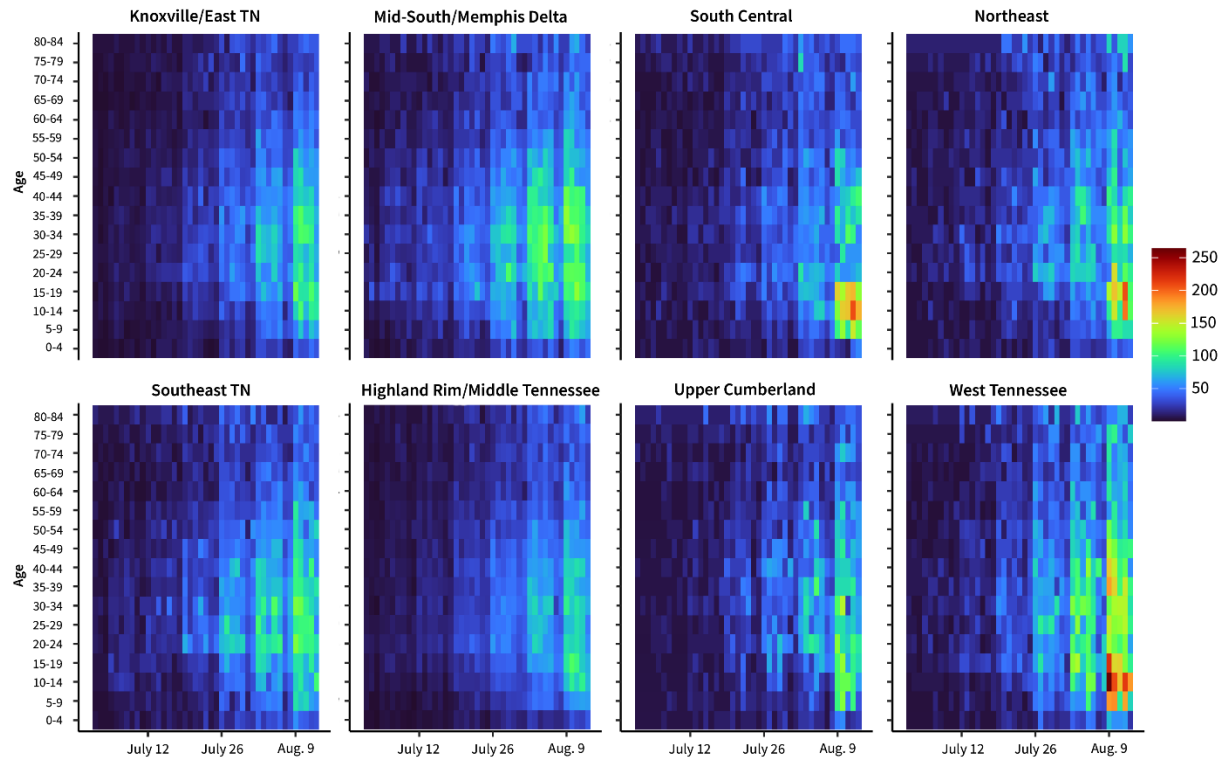 Knoxville/East TN
Mid-South/Memphis Delta
South Central
Northeast
Age
80-84
75-79
70-74
65-69
60-64
55-59
50-54
45-49
40-44
35-39
30-34
25-29
20-24
15-19
10-14
5-9
0-4
250
200
150
100
50
Southeast TN
Highland Rim/Middle Tennessee
Upper Cumberland
West Tennessee
Age
80-84
75-79
70-74
65-69
60-64
55-59
50-54
45-49
40-44
35-39
30-34
25-29
20-24
15-19
10-14
5-9
0-4
July 12 July 26 Aug. 9
July 12 July 26 Aug. 9
July 12 July 26 Aug. 9
July 12 July 26 Aug. 9